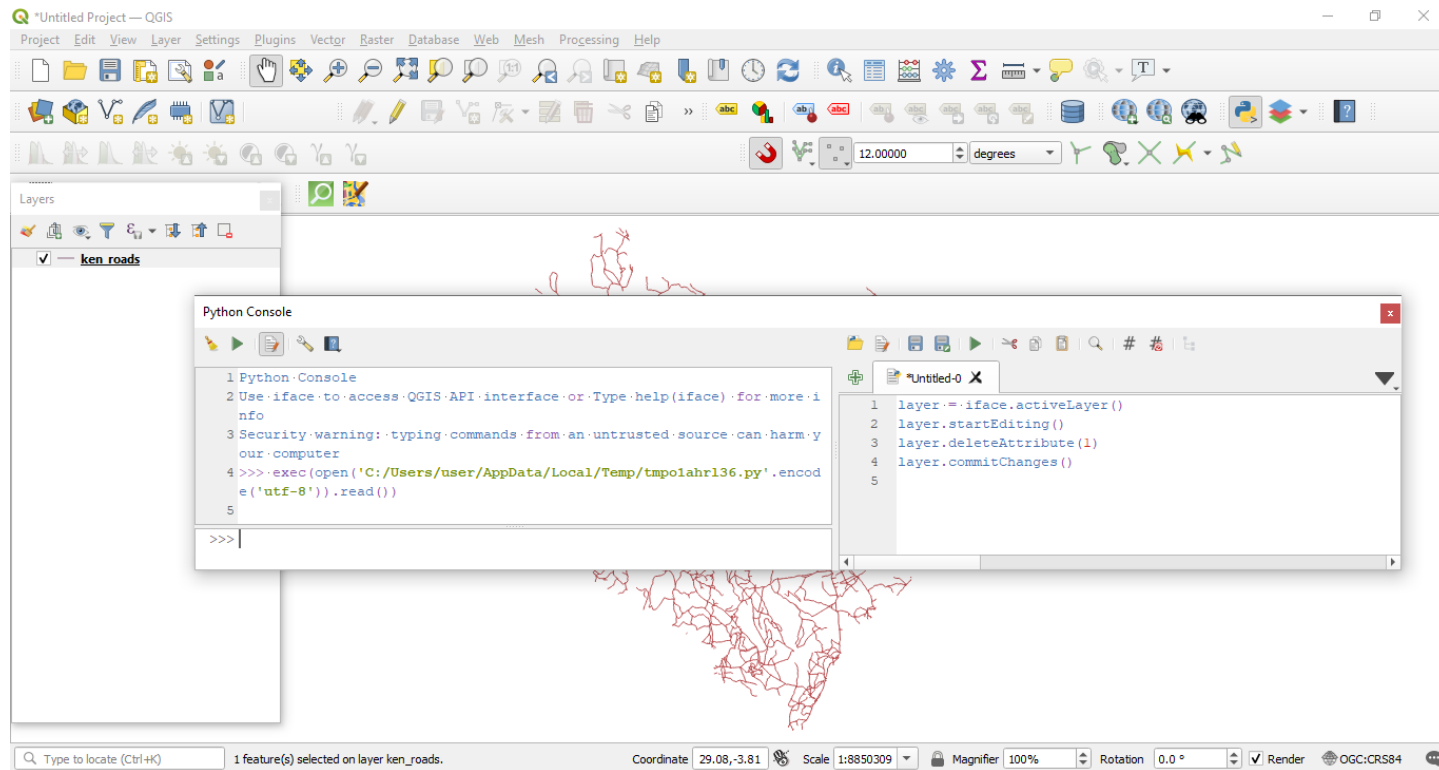 *Untitled Project — QGIS
Project Edit View Layer Settings Plugins Vector Raster Database Web Mesh Processing Help
12.00000 degrees
Layers
ken_roads
Python Console
1 Python Console
2 Use iface to access QGIS API interface or Type help(iface) for more i
nfo
3 Security warning: typing commands from an untrusted source can harm y
our computer
4 >>> exec(open('C:/Users/user/AppData/Local/Temp/tmpo1ahrl36.py'.encod
e('utf-8')).read())
5
>>>
*Untitled-0
1 layer = iface.activeLayer()
2 layer.startEditing()
3 layer.deleteAttribute(1)
4 layer.commitChanges()
5
Type to locate (Ctrl+K) 1 feature(s) selected on layer ken_roads. Coordinate 29.08,-3.81 Scale 1:8850309 Magnifier 100% Rotation 0.0 ° Render OGC:CRS84